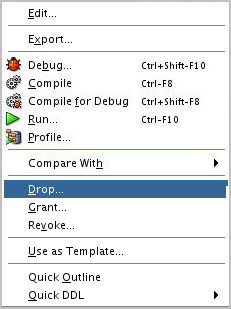 Edit...
Export...
Debug... Ctrl+Shift-F10
Compile Ctrl-F8
Compile for Debug Ctrl+Shift-F8
Run... Ctrl-F10
Profile...
Compare With
Drop...
Grant...
Revoke...
Use as Template...
Quick Outline
Quick DDL